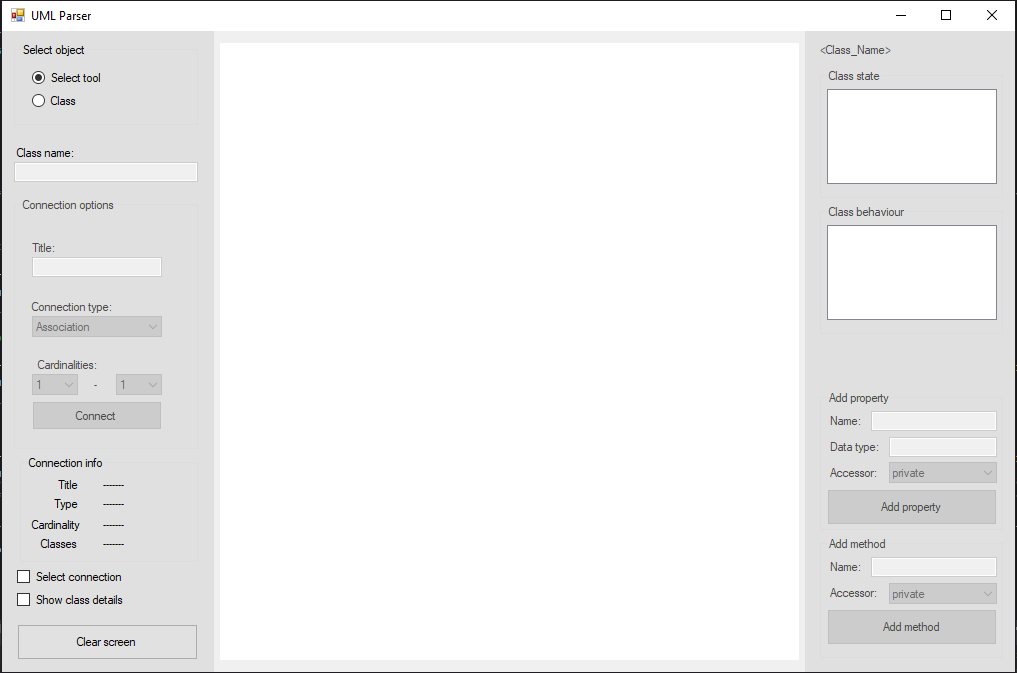 UML Parser
Select object
Select tool
Class
Class name:
Connection options
Title:
Connection type:
Association
Cardinalities:
1 - 1
Connect
Connection info
Title -------
Type -------
Cardinality -------
Classes -------
Select connection
Show class details
Clear screen
<Class_Name>
Class state
Class behaviour
Add property
Name:
Data type:
Accessor: private
Add property
Add method
Name:
Accessor: private
Add method